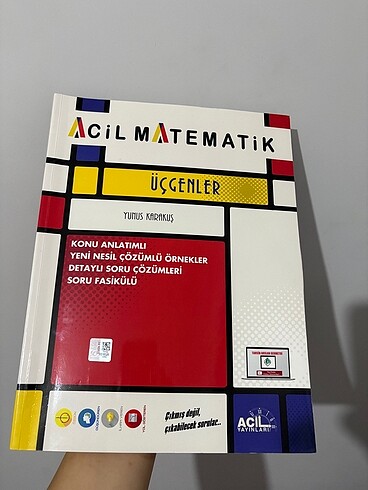 ACİL MATEMATİK
ÜÇGENLER
YUNUS KARAKUŞ
KONU ANLATIMLI
YENİ NESİL ÇÖZÜMLÜ ÖRNEKLER
DETAYLI SORU ÇÖZÜMLERİ
SORU FASİKÜLÜ
Çıkmış değil,
çıkabilecek sorular...
ACİL
YAYINLARI